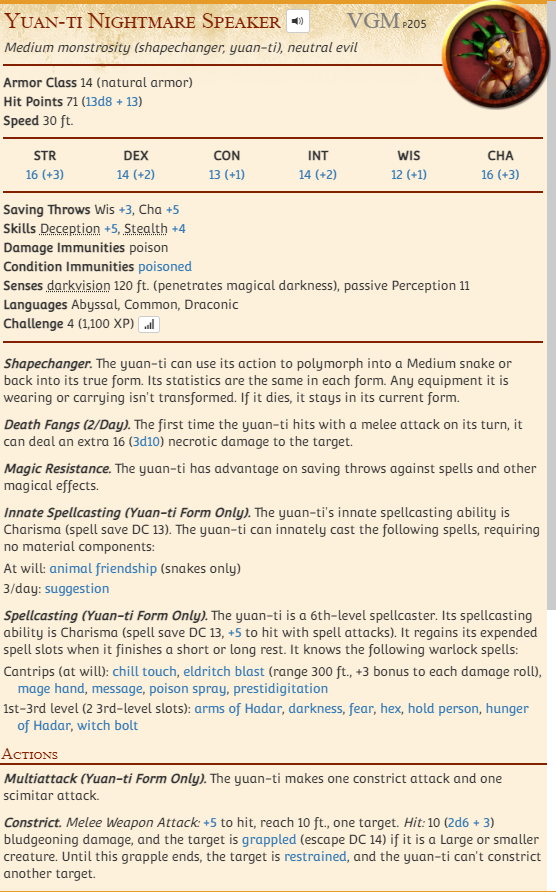 Yuan-ti Nightmare Speaker VGM P205
Medium monstrosity (shapechanger, yuan-ti), neutral evil
Armor Class 14 (natural armor)
Hit Points 71 (13d8 + 13)
Speed 30 ft.
STR DEX CON INT WIS CHA
16 (+3) 14 (+2) 13 (+1) 14 (+2) 12 (+1) 16 (+3)
Saving Throws Wis +3, Cha +5
Skills Deception +5, Stealth +4
Damage Immunities poison
Condition Immunities poisoned
Senses darkvision 120 ft. (penetrates magical darkness), passive Perception 11
Languages Abyssal, Common, Draconic
Challenge 4 (1,100 XP)
Shapechanger. The yuan-ti can use its action to polymorph into a Medium snake or
back into its true form. Its statistics are the same in each form. Any equipment it is
wearing or carrying isn't transformed. If it dies, it stays in its current form.
Death Fangs (2/Day). The first time the yuan-ti hits with a melee attack on its turn, it
can deal an extra 16 (3d10) necrotic damage to the target.
Magic Resistance. The yuan-ti has advantage on saving throws against spells and other
magical effects.
Innate Spellcasting (Yuan-ti Form Only). The yuan-ti's innate spellcasting ability is
Charisma (spell save DC 13). The yuan-ti can innately cast the following spells, requiring
no material components:
At will: animal friendship (snakes only)
3/day: suggestion
Spellcasting (Yuan-ti Form Only). The yuan-ti is a 6th-level spellcaster. Its spellcasting
ability is Charisma (spell save DC 13, +5 to hit with spell attacks). It regains its expended
spell slots when it finishes a short or long rest. It knows the following warlock spells:
Cantrips (at will): chill touch, eldritch blast (range 300 ft., +3 bonus to each damage roll),
mage hand, message, poison spray, prestidigitation
1st-3rd level (2 3rd-level slots): arms of Hadar, darkness, fear, hex, hold person, hunger
of Hadar, witch bolt
Actions
Multiattack (Yuan-ti Form Only). The yuan-ti makes one constrict attack and one
scimitar attack.
Constrict. Melee Weapon Attack: +5 to hit, reach 10 ft., one target. Hit: 10 (2d6 + 3)
bludgeoning damage, and the target is grappled (escape DC 14) if it is a Large or smaller
creature. Until this grapple ends, the target is restrained, and the yuan-ti can't constrict
another target.